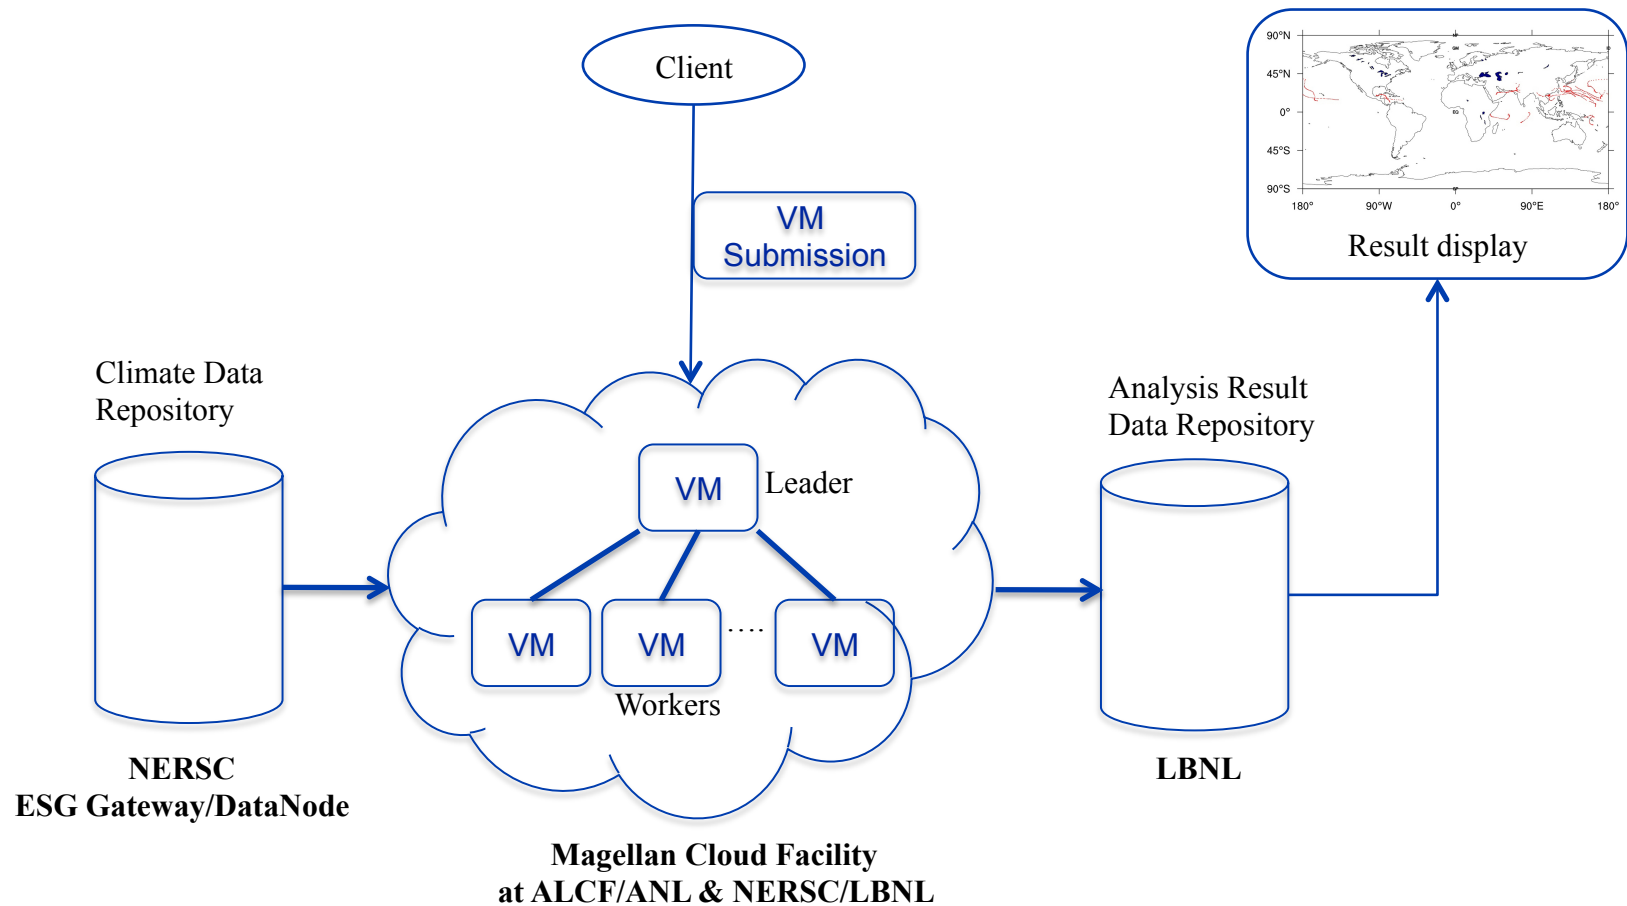 Client
VM
Submission
90°N
45°N
0°
45°S
90°S
180°
90°W
0°
90°E
180°
Result display
Climate Data
Repository
Analysis Result
Data Repository
VM
Leader
VM
VM
....
VM
Workers
NERSC
ESG Gateway/DataNode
LBNL
Magellan Cloud Facility
at ALCF/ANL & NERSC/LBNL